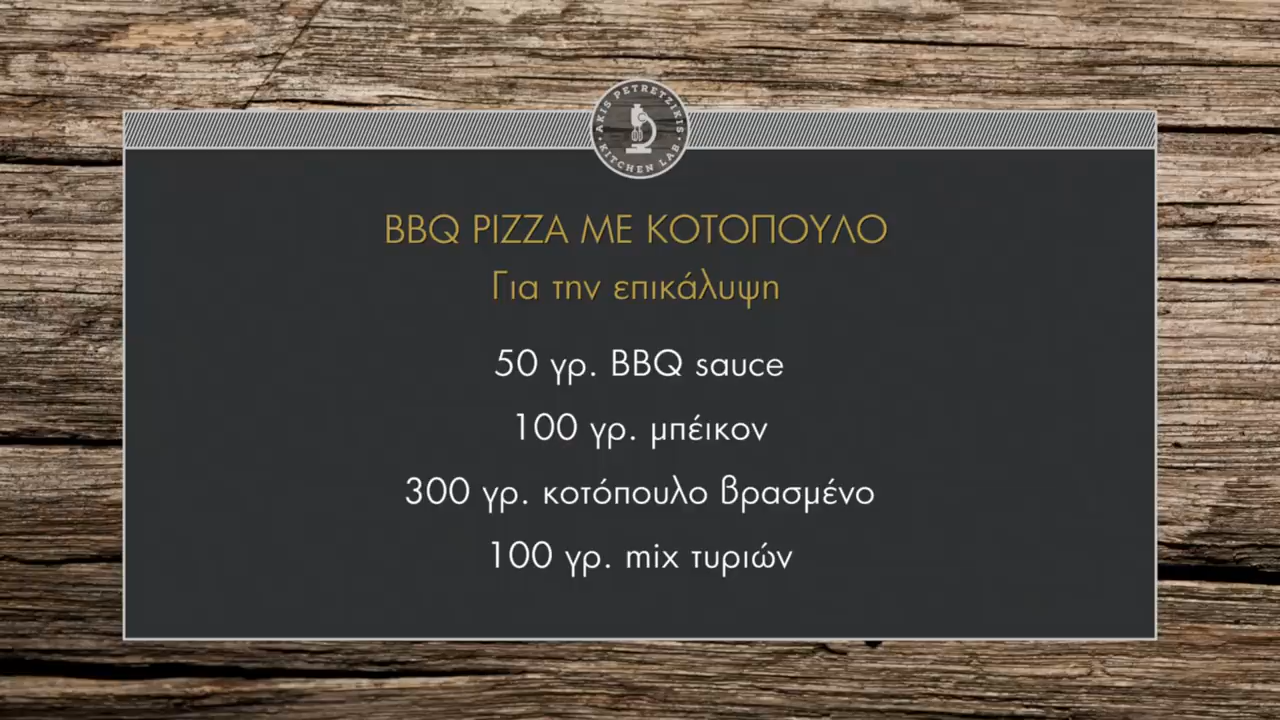 AKIS PETRETZIKIS
KITCHEN LAB
BBQ PIZZA ΜΕ ΚΟΤΟΠΟΥΛΟ
Για την επικάλυψη
50 γρ. BBQ sauce
100 γρ. μπέικον
300 γρ. κοτόπουλο βρασμένο
100 γρ. mix τυριών